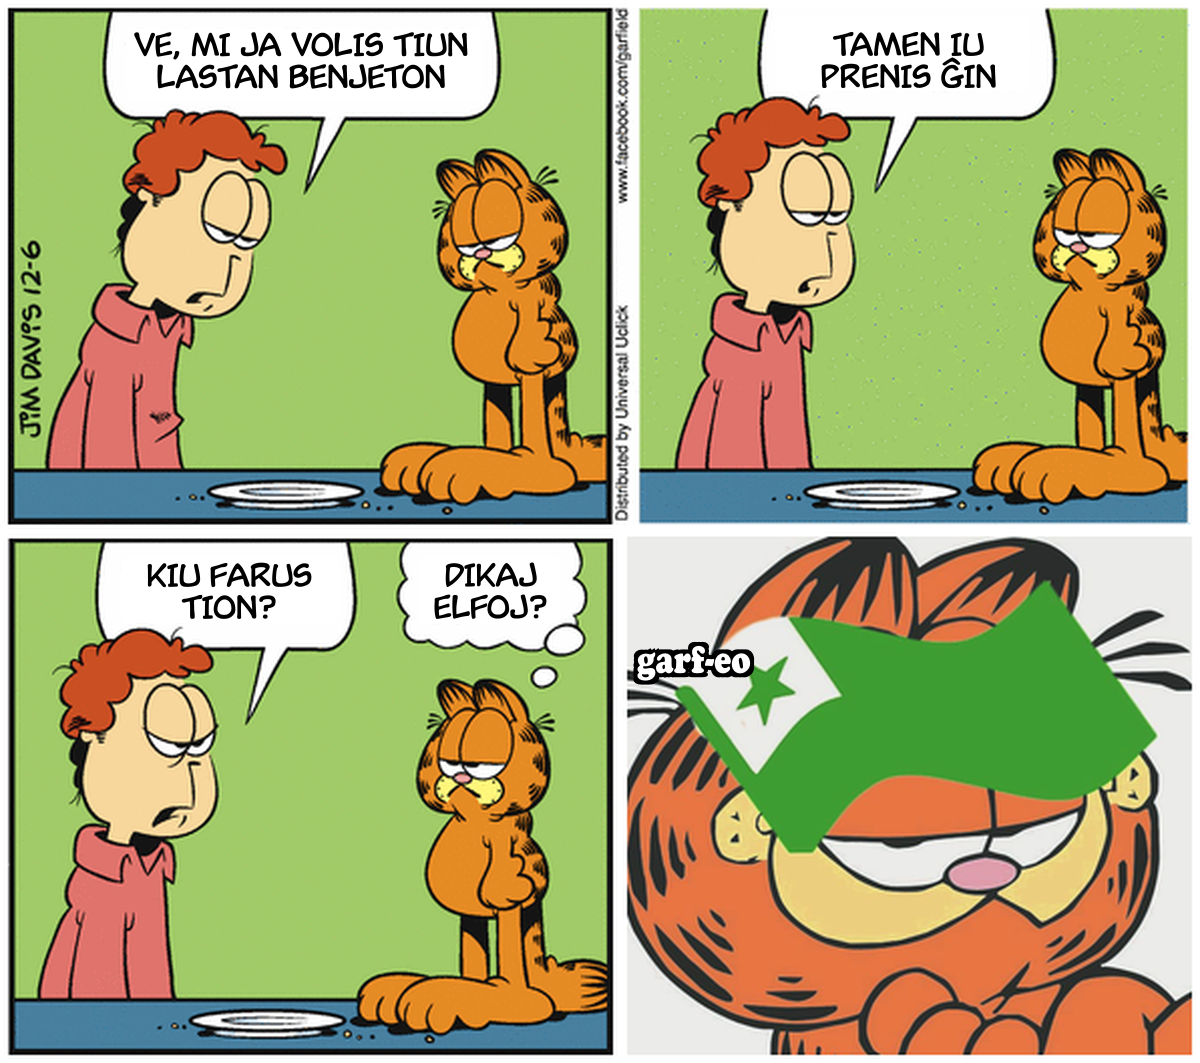 VE, MI JA VOLIS TIUN
LASTAN BENJETON
JIM DAVIS 12-6
www.facebook.com/garfield
Distributed by Universal Uclick
TAMEN IU
PRENIS ĜIN
KIU FARUS
TION?
DIKAJ
ELFOJ?
garf-eo